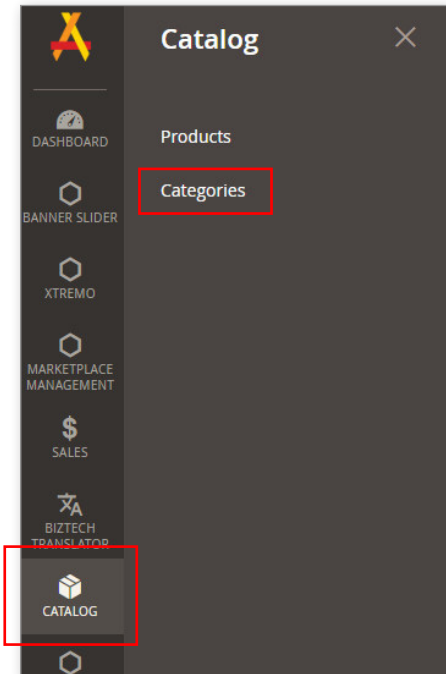 Catalog
Products
Categories
DASHBOARD
BANNER SLIDER
XTREMO
MARKETPLACE
MANAGEMENT
SALES
BIZTECH
TRANSLATOR
CATALOG